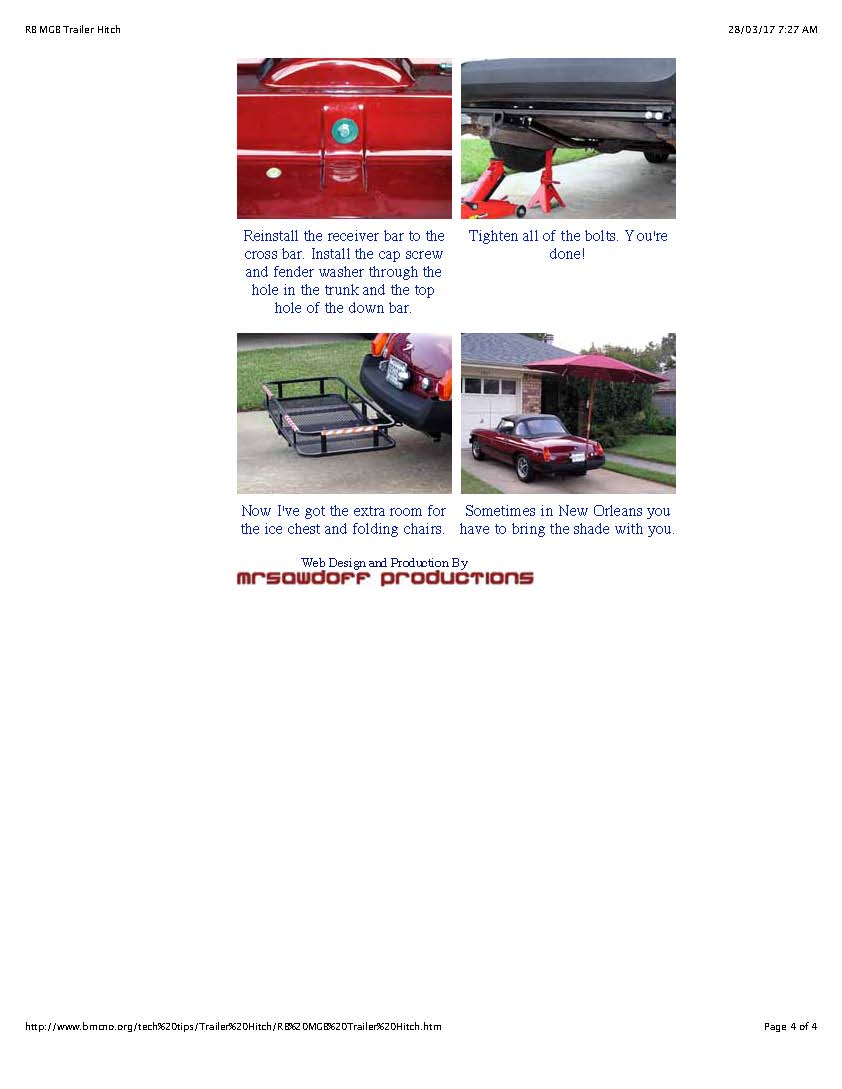 RB MGB Trailer Hitch
28/03/17 7:27 AM
Reinstall the receiver bar to the
cross bar. Install the cap screw
and fender washer through the
hole in the trunk and the top
hole of the down bar.
Tighten all of the bolts. You're
done!
Now I've got the extra room for
the ice chest and folding chairs.
Sometimes in New Orleans you
have to bring the shade with you.
Web Design and Production By
mrsawdoff productions
http://www.bmcno.org/tech%20tips/Trailer%20Hitch/RB%20MGB%20Trailer%20Hitch.htm
Page 4 of 4